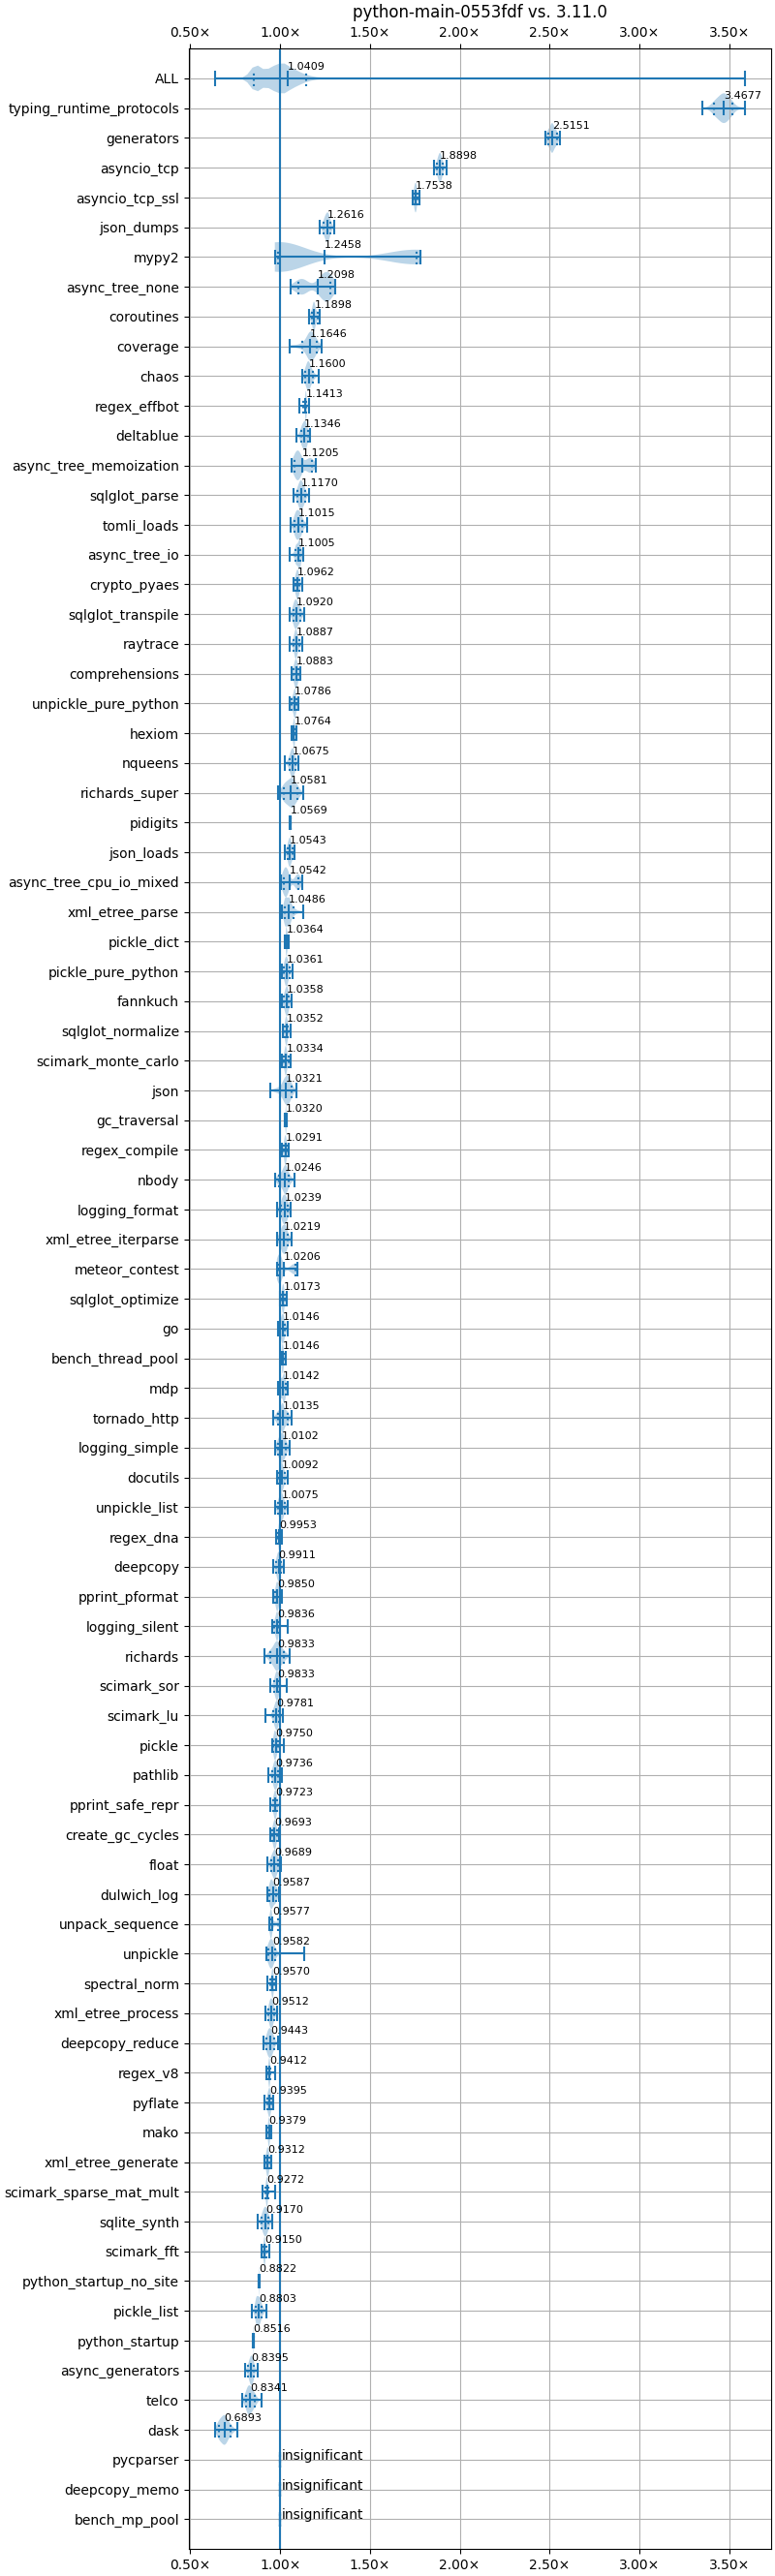 python-main-0553fdf vs. 3.11.0
0.50× 1.00× 1.50× 2.00× 2.50× 3.00× 3.50×
ALL 1.0409
typing_runtime_protocols 3.4677
generators 2.5151
asyncio_tcp 1.8898
asyncio_tcp_ssl 1.7538
json_dumps 1.2616
mypy2 1.2458
async_tree_none 1.2098
coroutines 1.1898
coverage 1.1646
chaos 1.1600
regex_effbot 1.1413
deltablue 1.1346
async_tree_memoization 1.1205
sqlglot_parse 1.1170
tomli_loads 1.1015
async_tree_io 1.1005
crypto_pyaes 1.0962
sqlglot_transpile 1.0920
raytrace 1.0887
comprehensions 1.0883
unpickle_pure_python 1.0786
hexiom 1.0764
nqueens 1.0675
richards_super 1.0581
pidigits 1.0569
json_loads 1.0543
async_tree_cpu_io_mixed 1.0542
xml_etree_parse 1.0486
pickle_dict 1.0364
pickle_pure_python 1.0361
fannkuch 1.0358
sqlglot_normalize 1.0352
scimark_monte_carlo 1.0334
json 1.0321
gc_traversal 1.0320
regex_compile 1.0291
nbody 1.0246
logging_format 1.0239
xml_etree_iterparse 1.0219
meteor_contest 1.0206
sqlglot_optimize 1.0173
go 1.0146
bench_thread_pool 1.0146
mdp 1.0142
tornado_http 1.0135
logging_simple 1.0102
docutils 1.0092
unpickle_list 1.0075
regex_dna 0.9953
deepcopy 0.9911
pprint_pformat 0.9850
logging_silent 0.9836
richards 0.9833
scimark_sor 0.9833
scimark_lu 0.9781
pickle 0.9750
pathlib 0.9736
pprint_safe_repr 0.9723
create_gc_cycles 0.9693
float 0.9689
dulwich_log 0.9587
unpack_sequence 0.9577
unpickle 0.9582
spectral_norm 0.9570
xml_etree_process 0.9512
deepcopy_reduce 0.9443
regex_v8 0.9412
pyflate 0.9395
mako 0.9379
xml_etree_generate 0.9312
scimark_sparse_mat_mult 0.9272
sqlite_synth 0.9170
scimark_fft 0.9150
python_startup_no_site 0.8822
pickle_list 0.8803
python_startup 0.8516
async_generators 0.8395
telco 0.8341
dask 0.6893
pycparser insignificant
deepcopy_memo insignificant
bench_mp_pool insignificant
0.50× 1.00× 1.50× 2.00× 2.50× 3.00× 3.50×